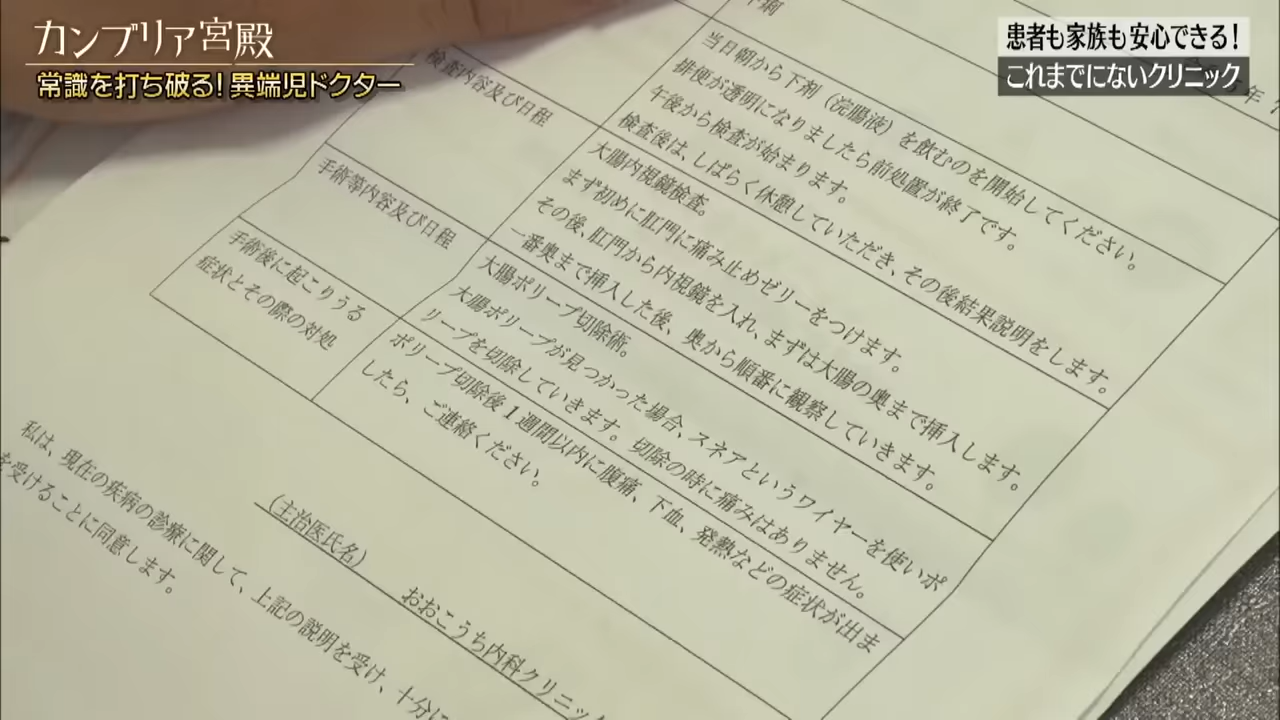 カンブリア宮殿
常識を打ち破る!異端児ドクター
患者も家族も安心できる!
これまでにないクリニック
下剤
当日朝から下剤（浣腸液）を飲むのを開始してください。
排便が透明になりましたら前処置が終了です。
午後から検査が始まります。
検査後は、しばらく休憩していただき、その後結果説明をします。
検査内容及び日程
大腸内視鏡検査。
まず初めに肛門に痛み止めゼリーをつけます。
その後、肛門から内視鏡を入れ、まずは大腸の奥まで挿入します。
一番奥まで挿入した後、奥から順番に観察していきます。
手術等内容及び日程
大腸ポリープ切除術。
大腸ポリープが見つかった場合、スネアというワイヤーを使いポ
リープを切除していきます。切除の時に痛みはありません。
手術後に起こりうる
症状とその際の対処
ポリープ切除後1週間以内に腹痛、下血、発熱などの症状が出ま
したら、ご連絡ください。
（主治医氏名） おおこうち内科クリニック
私は、現在の疾病の診療に関して、上記の説明を受け、十分に
を受けることに同意します。